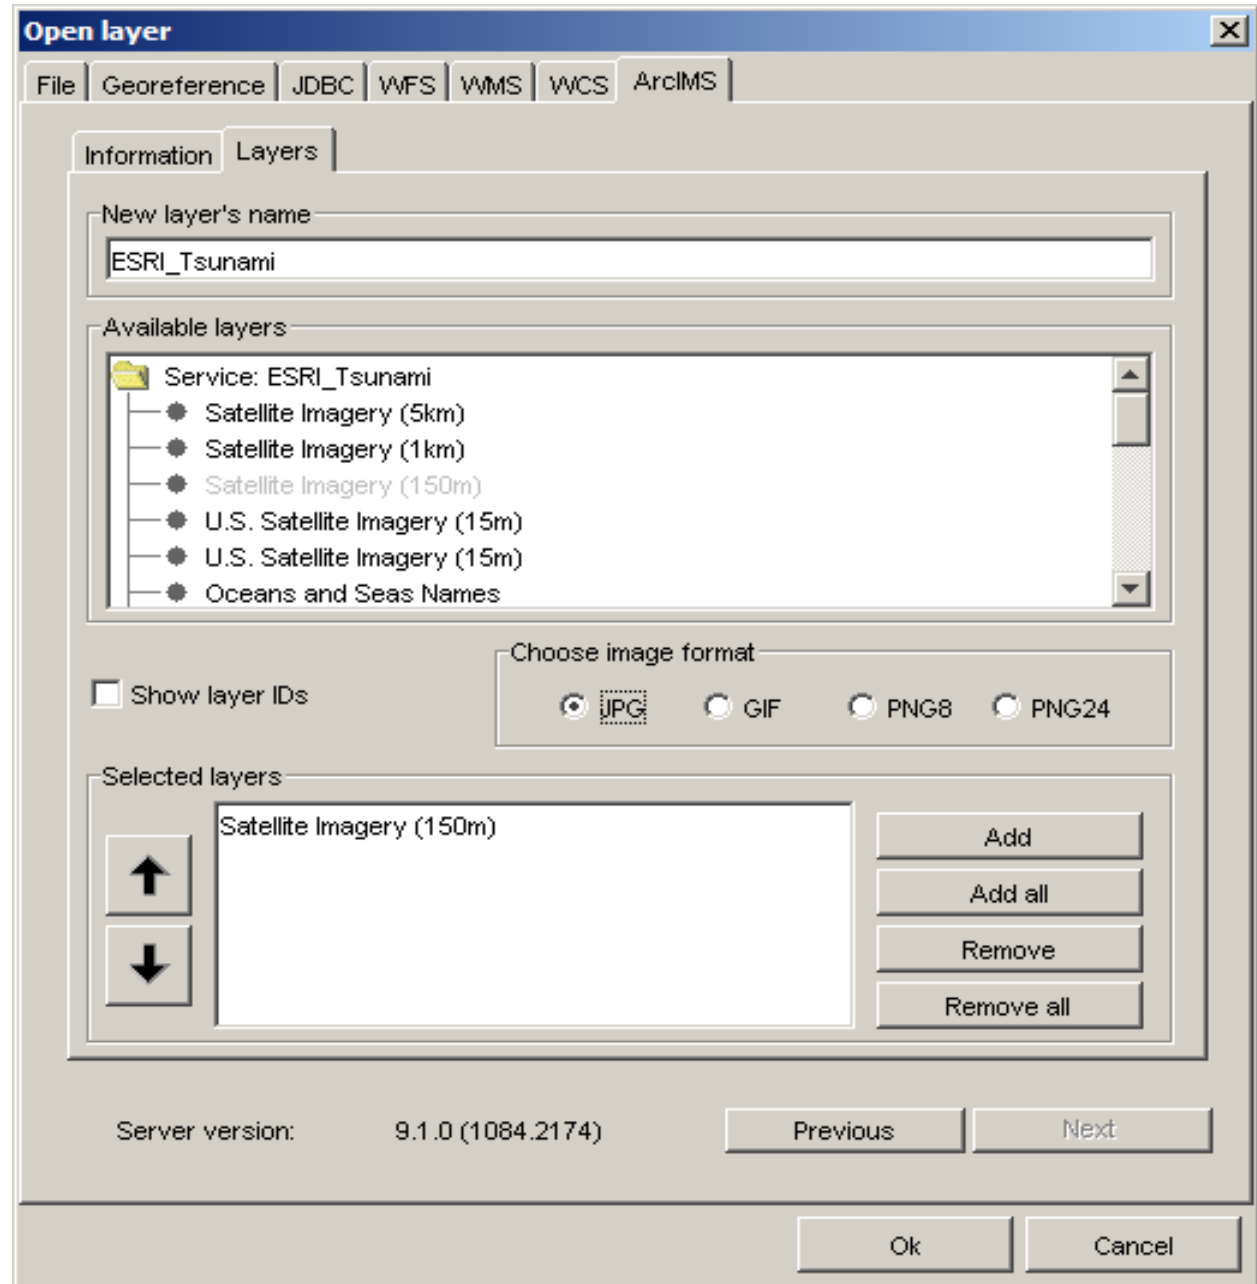 Open layer
File Georeference JDBC WFS WMS WCS ArcIMS
Information Layers
New layer's name
ESRI_Tsunami
Available layers
Service: ESRI_Tsunami
Satellite Imagery (5km)
Satellite Imagery (1km)
Satellite Imagery (150m)
U.S. Satellite Imagery (15m)
U.S. Satellite Imagery (15m)
Oceans and Seas Names
Choose image format
Show layer IDs
JPG GIF PNG8 PNG24
Selected layers
Satellite Imagery (150m)
Add
Add all
Remove
Remove all
Server version: 9.1.0 (1084.2174) Previous Next
Ok Cancel